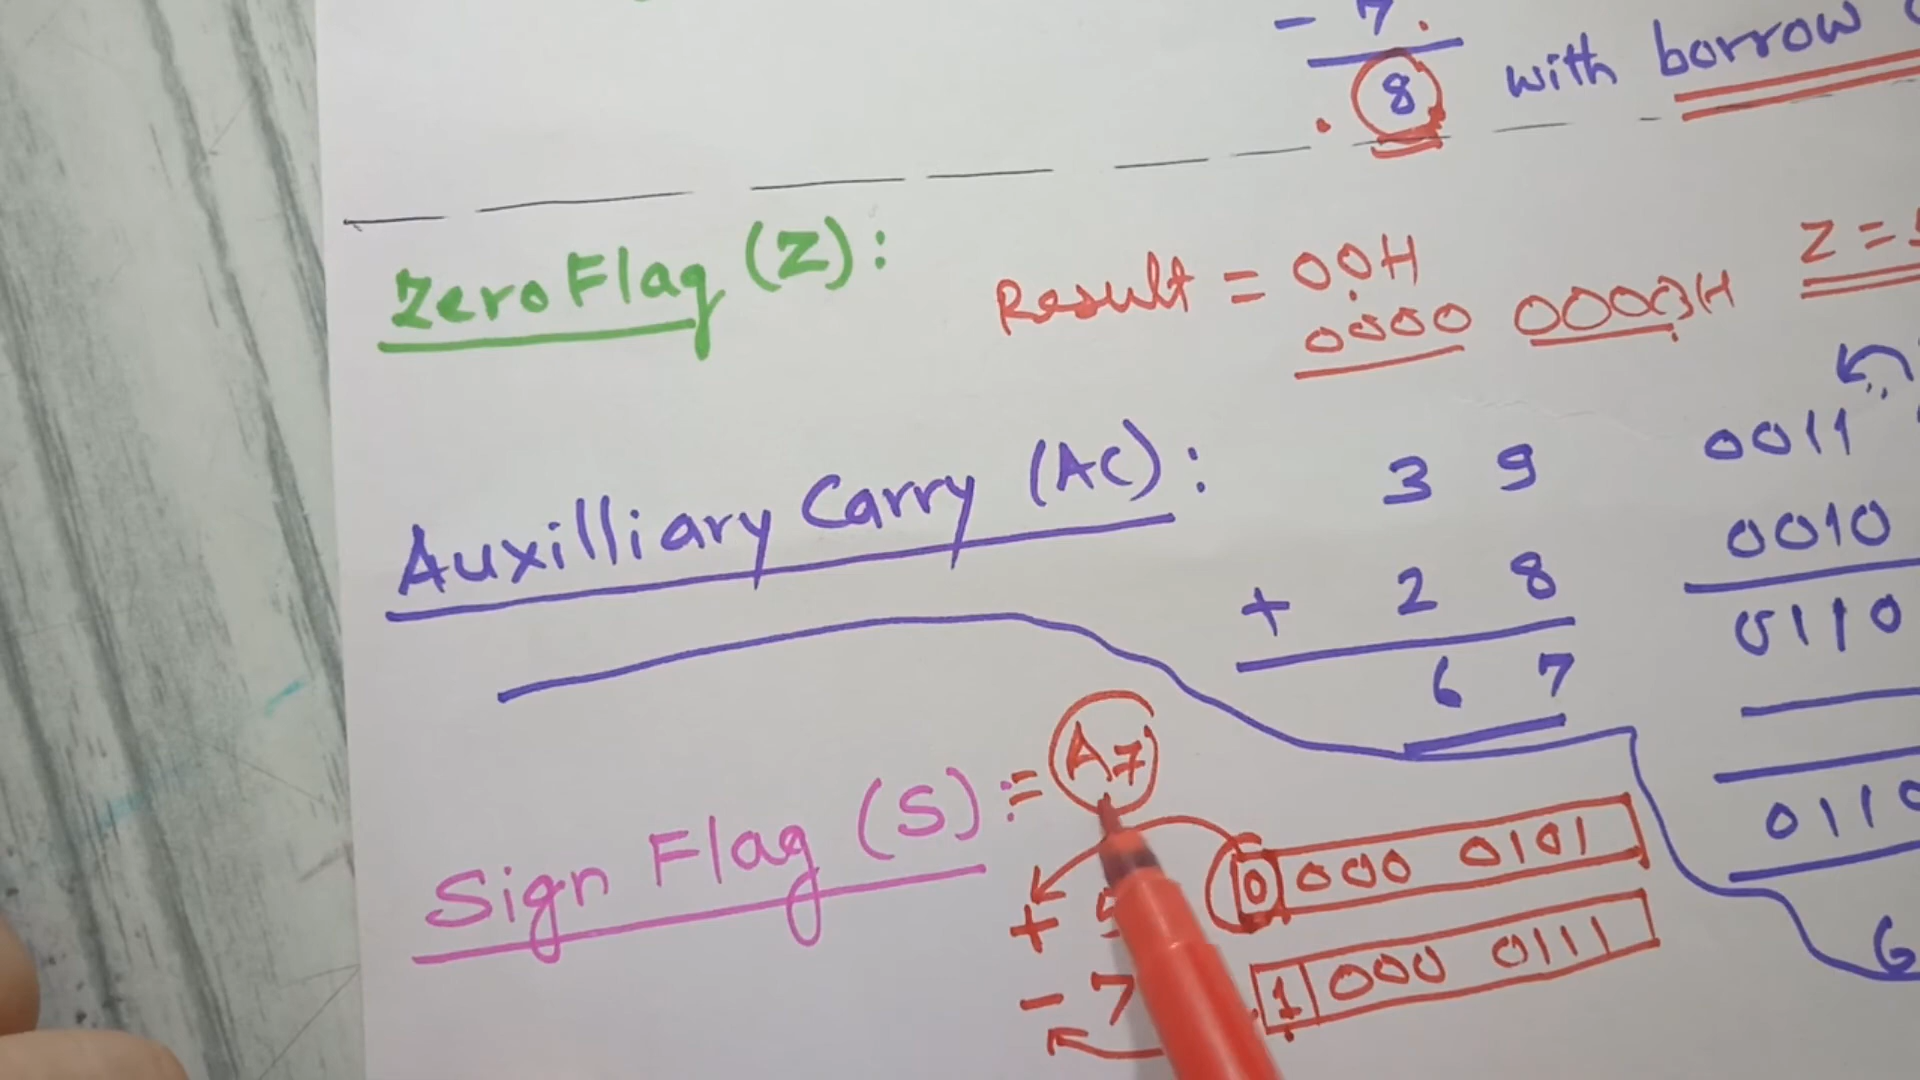 - 7.
8 with borrow
Zero Flag (Z):
Result = 00H
0000 0000H
Z =
Auxilliary Carry (AC):
3 9
+ 2 8
6 7
0011
0010
0110
0110
6
Sign Flag (S): = A7
+ 5 0 000 0101
- 7 1 000 0111